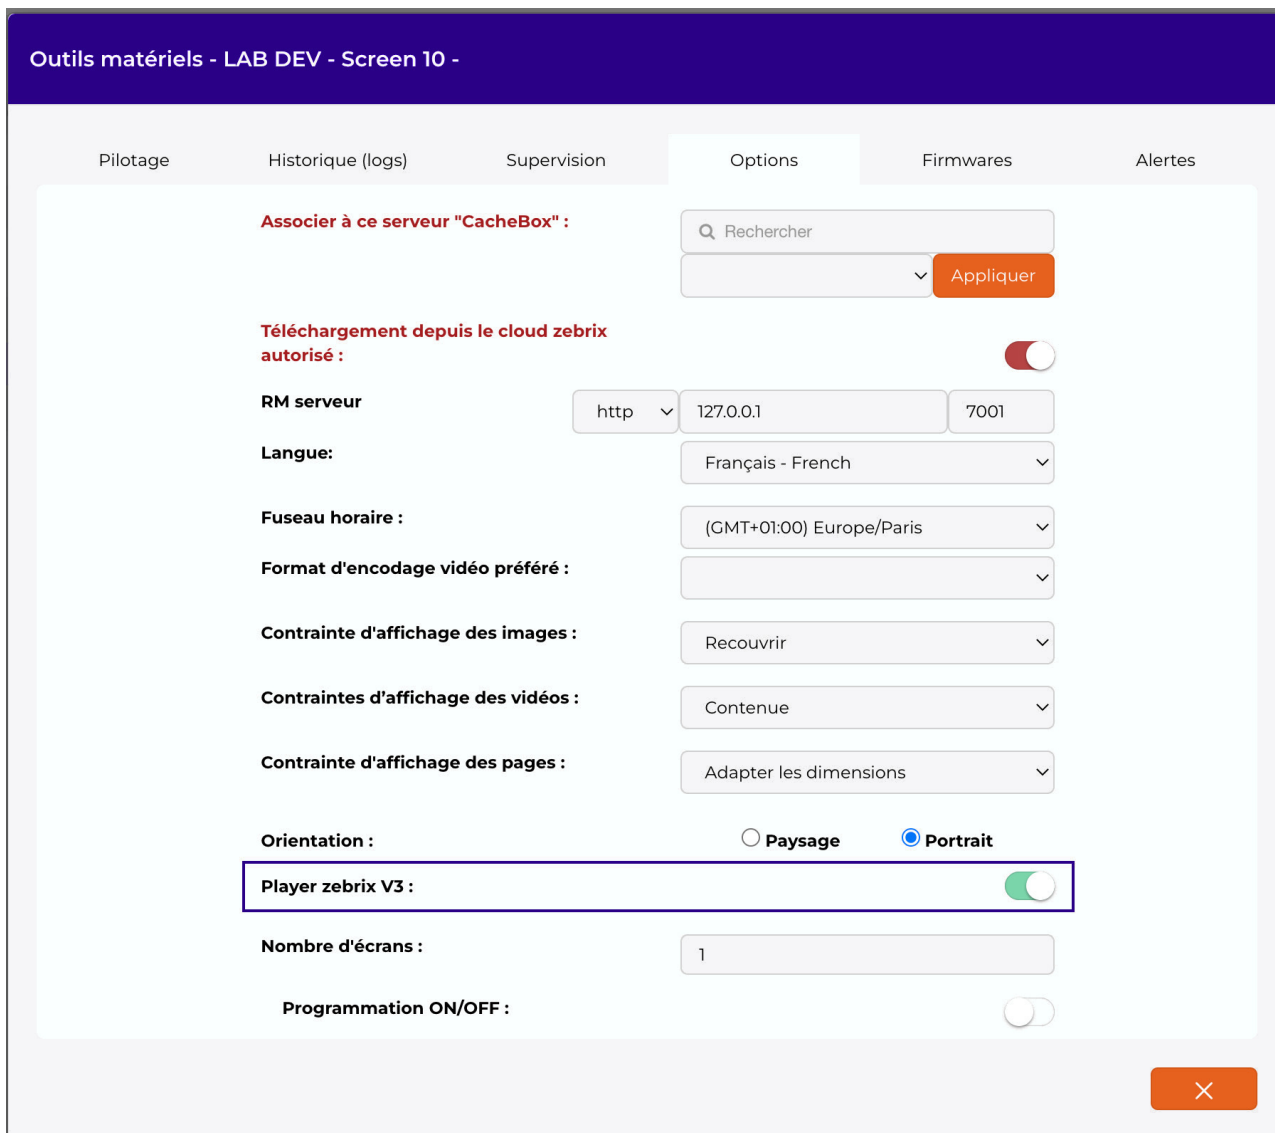 Outils matériels - LAB DEV - Screen 10 -
Pilotage Historique (logs) Supervision Options Firmwares Alertes
Associer à ce serveur "CacheBox" :
Rechercher
Appliquer
Téléchargement depuis le cloud zebrix
autorisé :
RM serveur http 127.0.0.1 7001
Langue: Français - French
Fuseau horaire : (GMT+01:00) Europe/Paris
Format d'encodage vidéo préféré :
Contrainte d'affichage des images : Recouvrir
Contraintes d’affichage des vidéos : Contenue
Contrainte d'affichage des pages : Adapter les dimensions
Orientation : Paysage Portrait
Player zebrix V3 :
Nombre d'écrans : 1
Programmation ON/OFF :